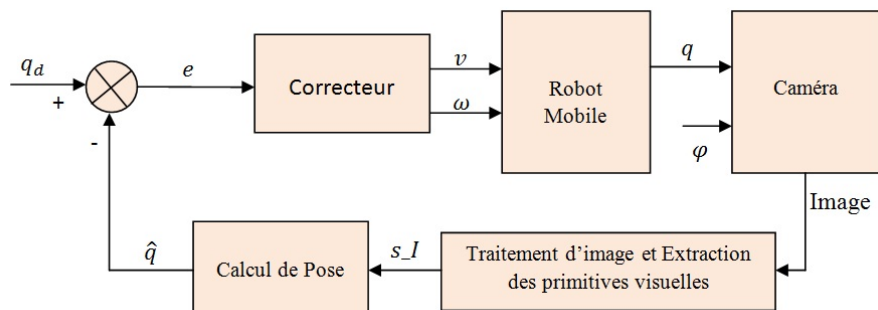 q_d
+
-
e
Correcteur
v
ω
Robot
Mobile
q
φ
Caméra
Image
Traitement d'image et Extraction
des primitives visuelles
s_I
Calcul de Pose
q̂